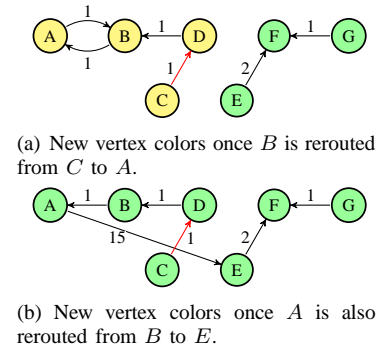 1
A B 1 D F 1 G
1
1 2
C E
(a) New vertex colors once B is rerouted
from C to A.
A 1 B 1 D F 1 G
15 1 2
C E
(b) New vertex colors once A is also
rerouted from B to E.